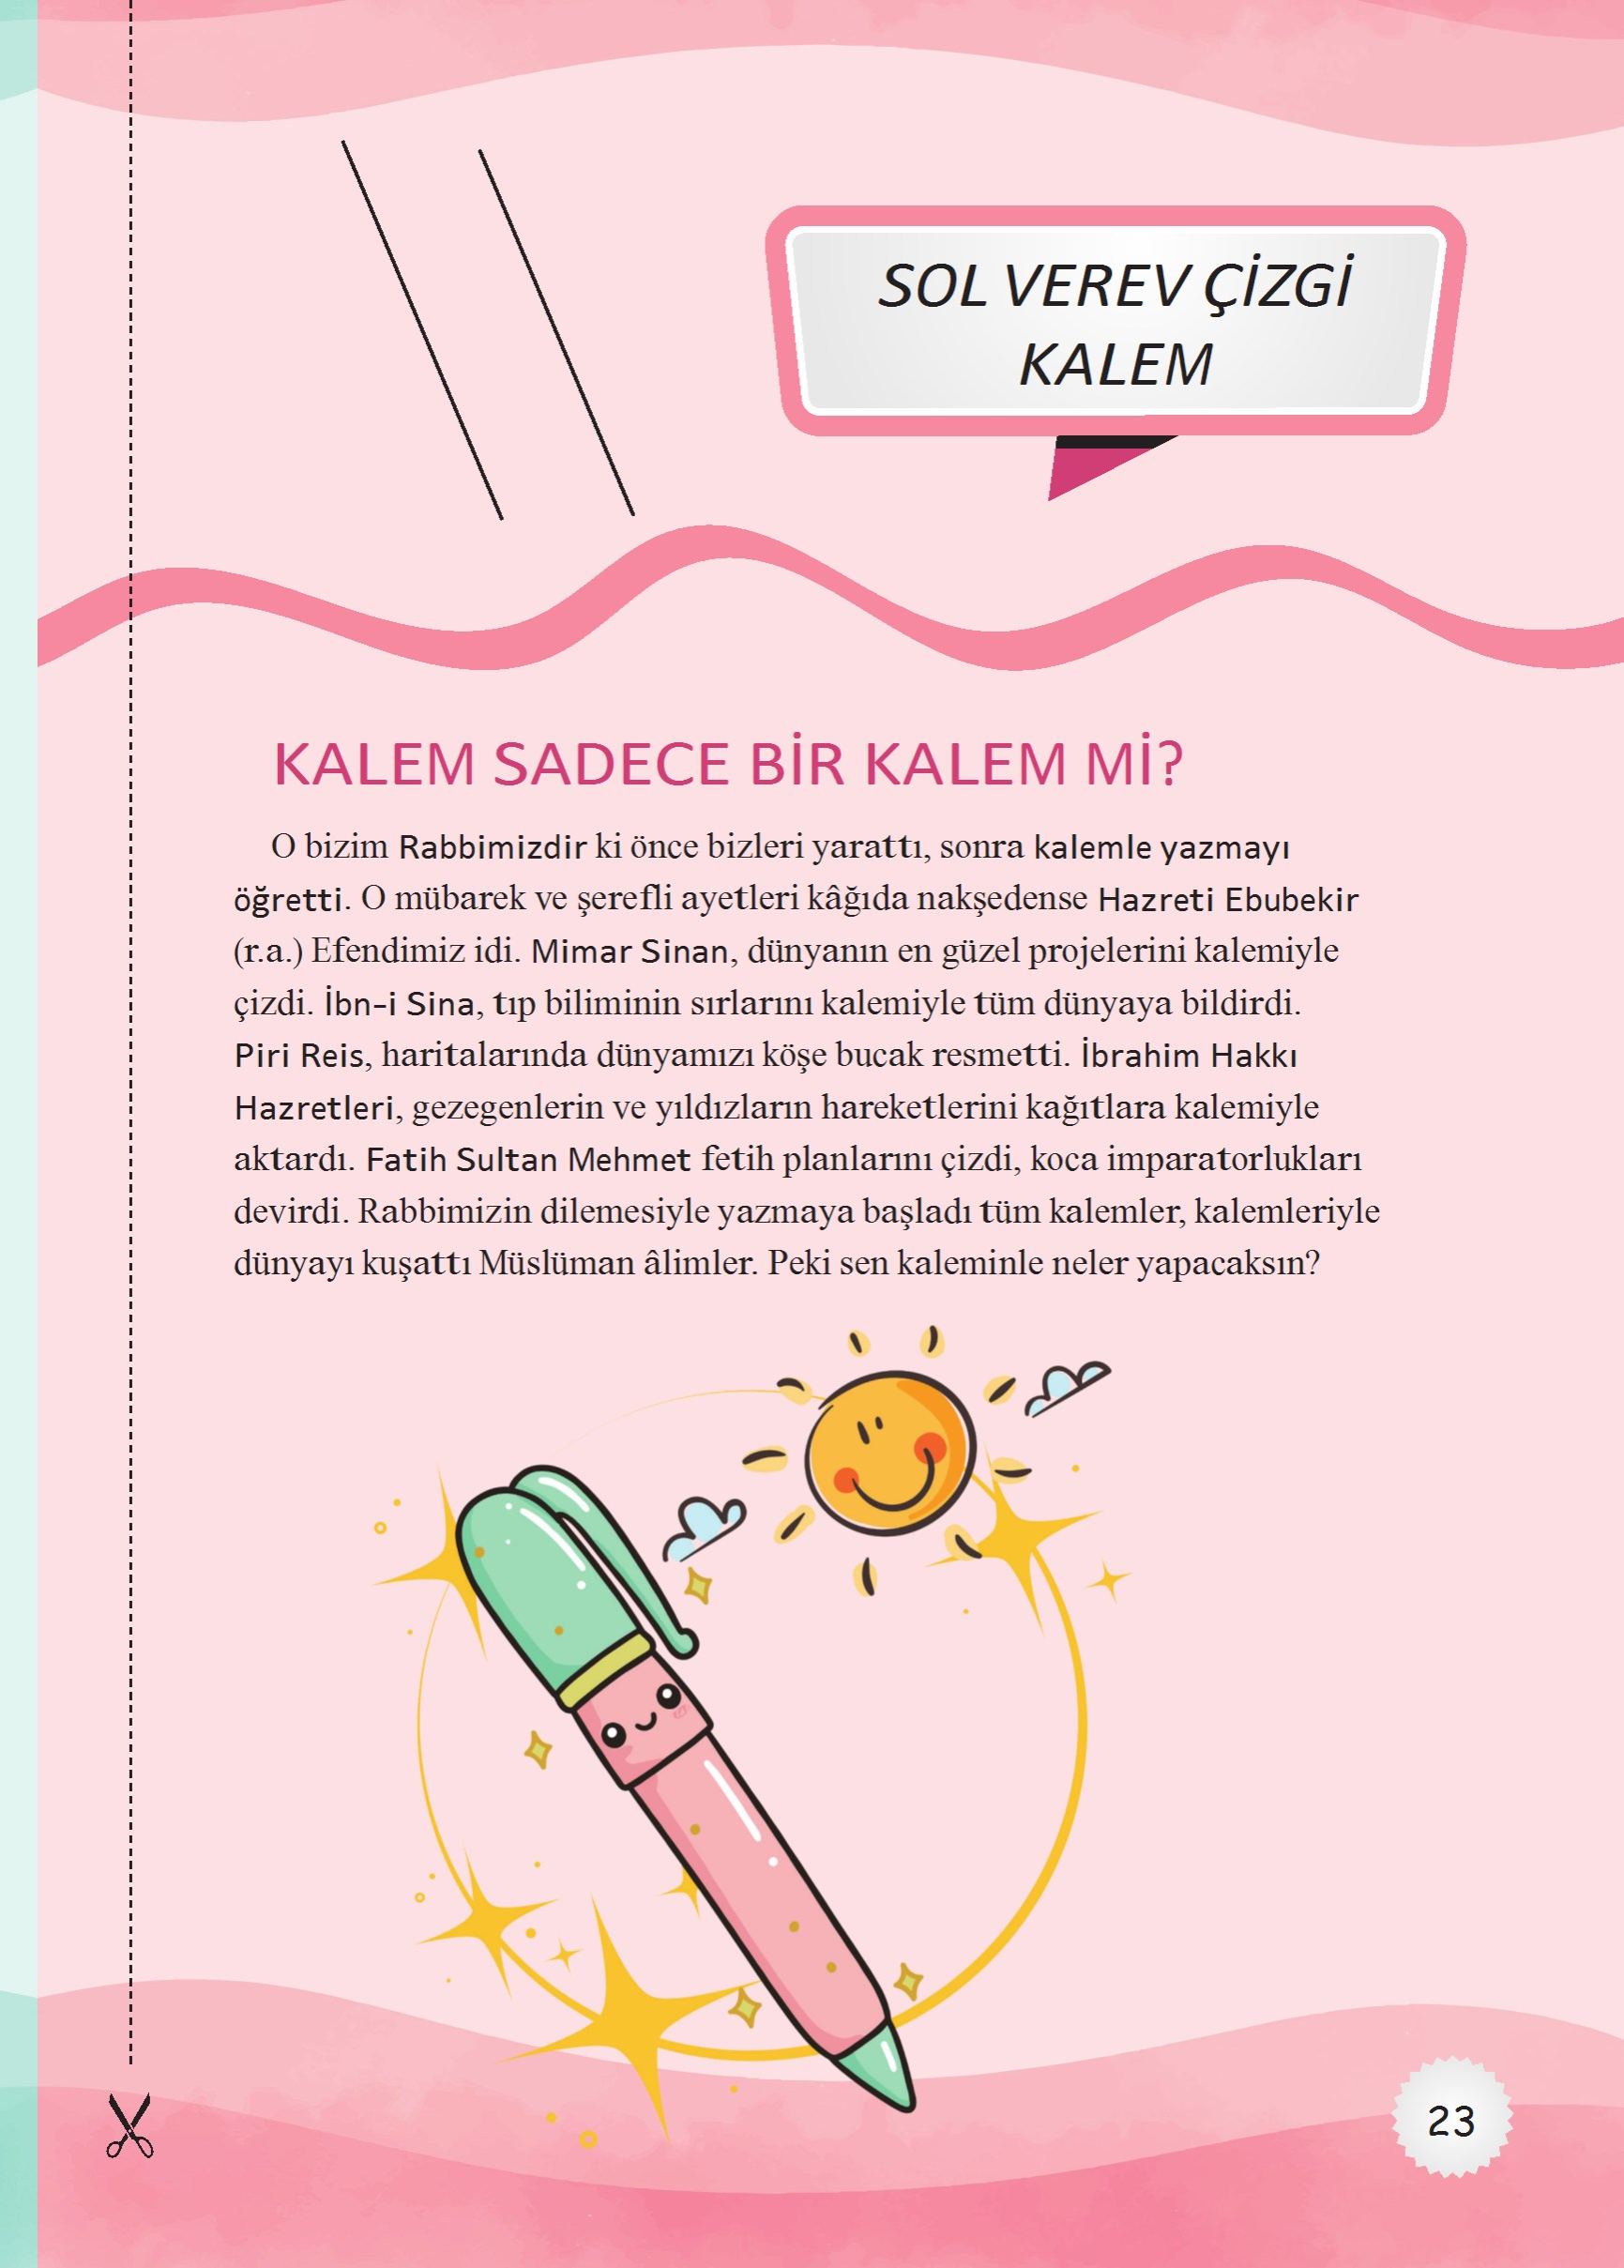 SOL VEREV ÇİZGİ
KALEM
KALEM SADECE BİR KALEM Mİ?
O bizim Rabbimizdir ki önce bizleri yarattı, sonra kalemle yazmayı
öğretti. O mübarek ve şerefli ayetleri kâğıda nakşedense Hazreti Ebubekir
(r.a.) Efendimiz idi. Mimar Sinan, dünyanın en güzel projelerini kalemiyle
çizdi. İbn-i Sina, tıp biliminin sırlarını kalemiyle tüm dünyaya bildirdi.
Piri Reis, haritalarında dünyamızı köşe bucak resmetti. İbrahim Hakkı
Hazretleri, gezegenlerin ve yıldızların hareketlerini kağıtlara kalemiyle
aktardı. Fatih Sultan Mehmet fetih planlarını çizdi, koca imparatorlukları
devirdi. Rabbimizin dilemesiyle yazmaya başladı tüm kalemler, kalemleriyle
dünyayı kuşattı Müslüman âlimler. Peki sen kaleminle neler yapacaksın?
23